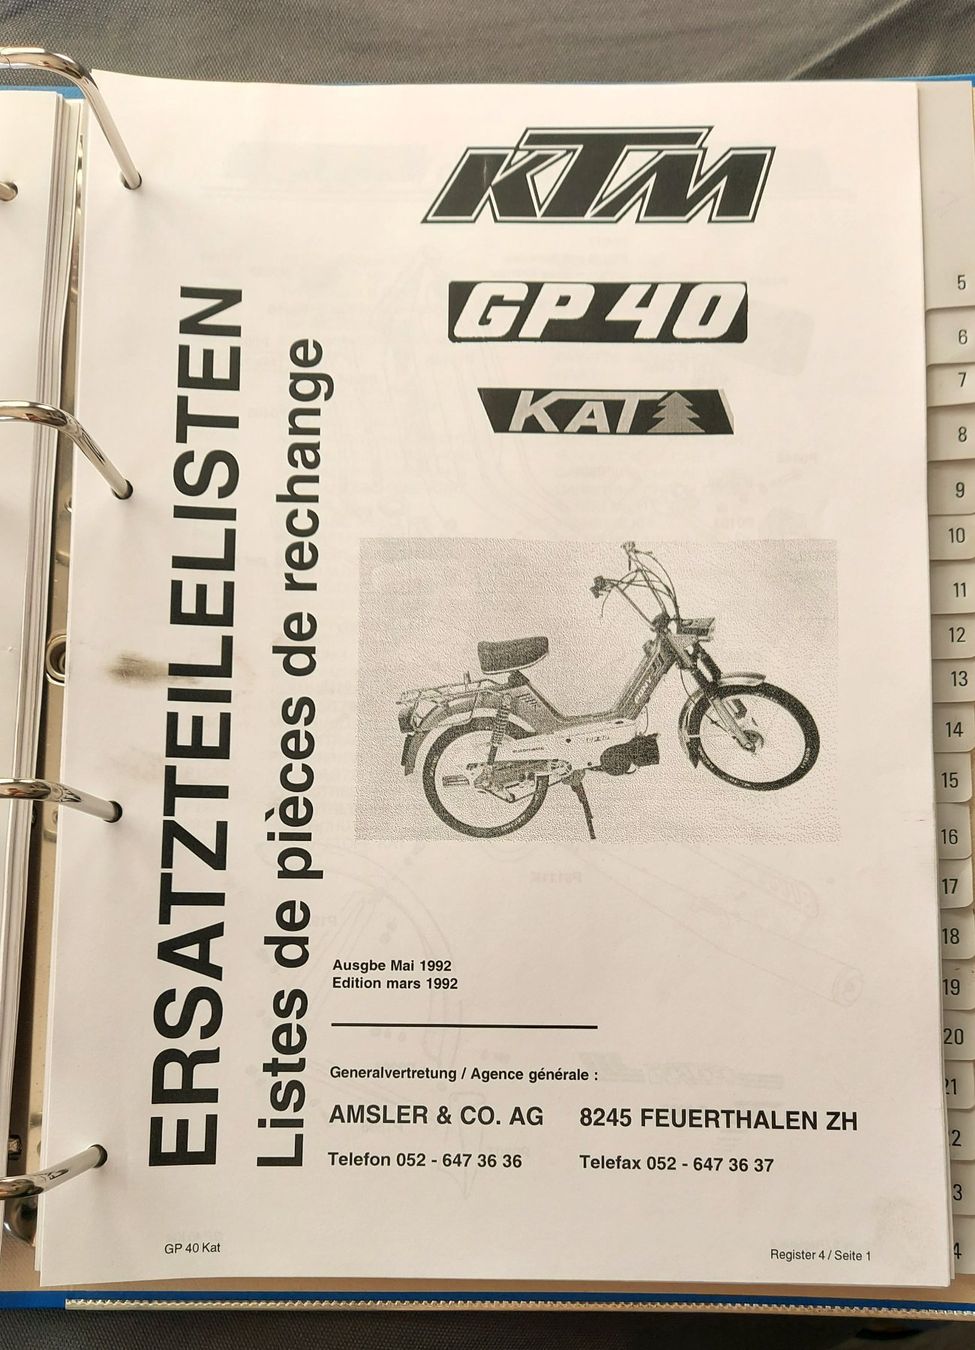 KTM
GP 40
KAT
ERSATZTEILELISTEN
Listes de pièces de rechange
Ausgbe Mai 1992
Edition mars 1992
Generalvertretung / Agence générale :
AMSLER & CO. AG 8245 FEUERTHALEN ZH
Telefon 052 - 647 36 36 Telefax 052 - 647 36 37
GP 40 Kat Register 4 / Seite 1
5
6
7
8
9
10
11
12
13
14
15
16
17
18
19
20